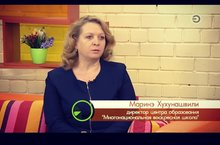 Марина Хухунашвили
директор центра образования
"Многонациональная воскресная школа"